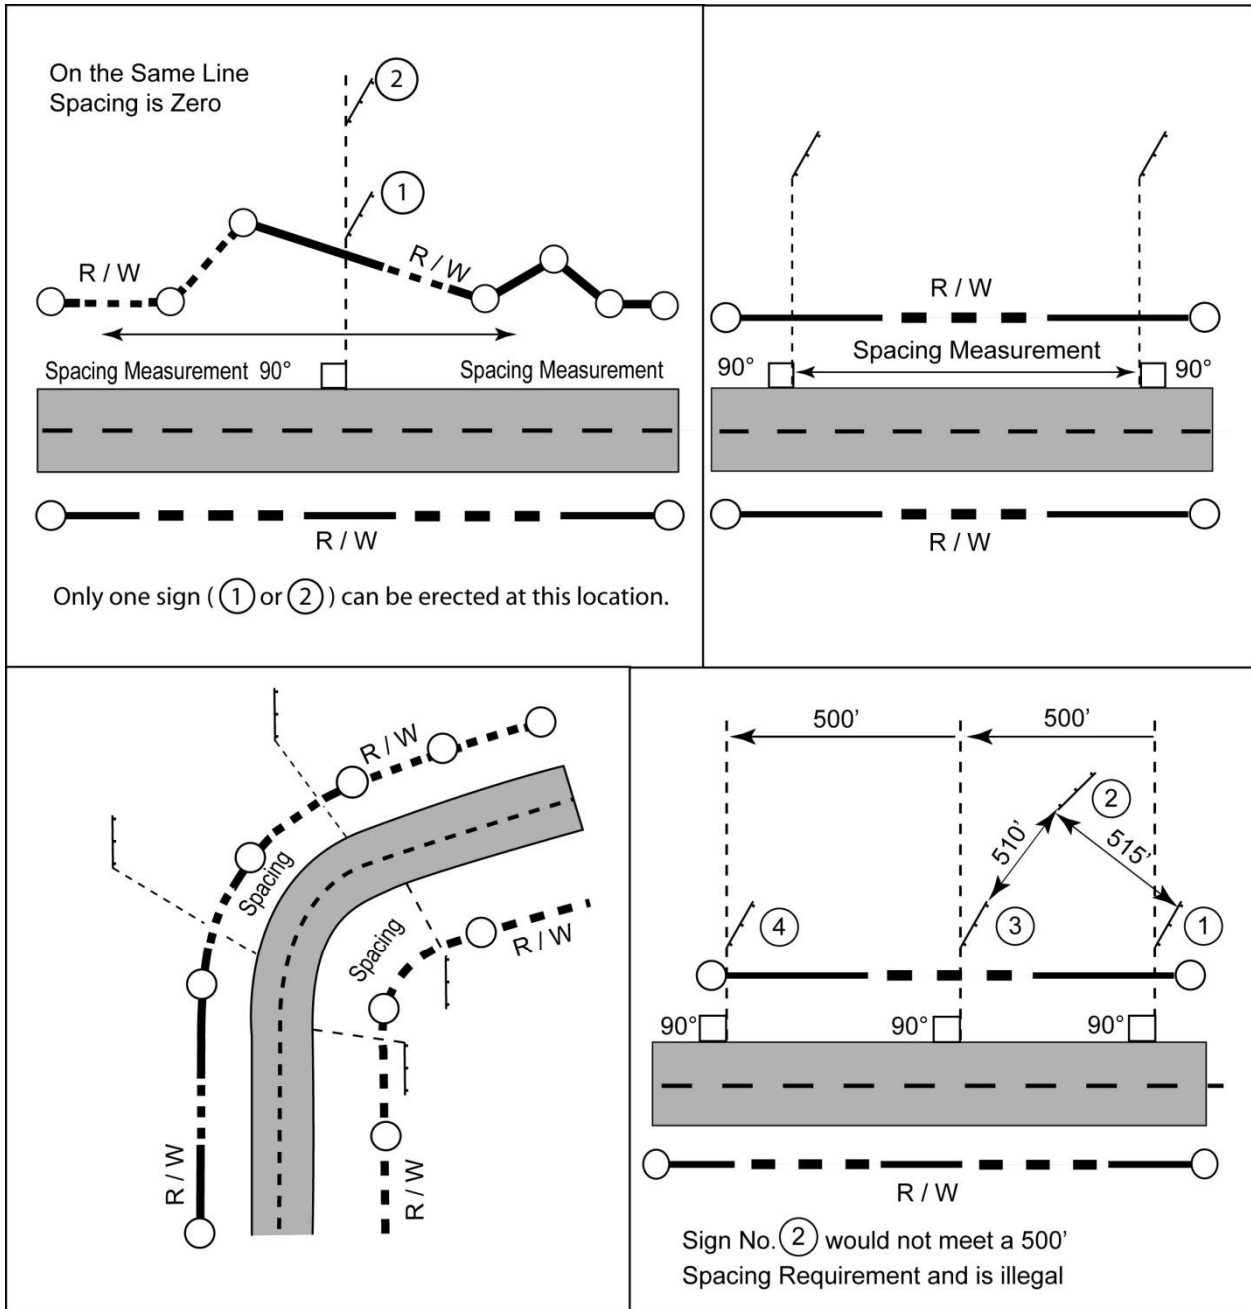 On the Same Line
Spacing is Zero
2
1
R / W
R / W
Spacing Measurement 90°
Spacing Measurement
R / W
Only one sign ( 1 or 2 ) can be erected at this location.
R / W
Spacing Measurement
90°
90°
R / W
R / W
Spacing
Spacing
R / W
R / W
R / W
500’
500’
2
510’
515’
4
3
1
90°
90°
90°
R / W
Sign No. 2 would not meet a 500’
Spacing Requirement and is illegal